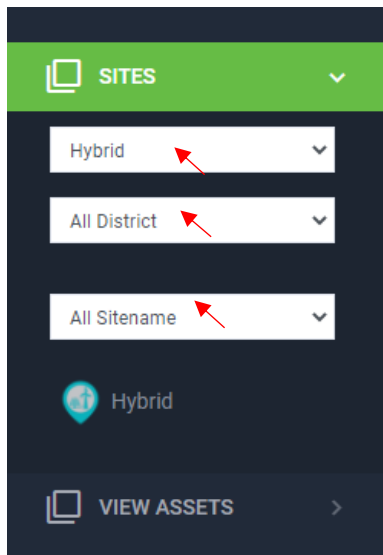 SITES
Hybrid
All District
All Sitename
Hybrid
VIEW ASSETS